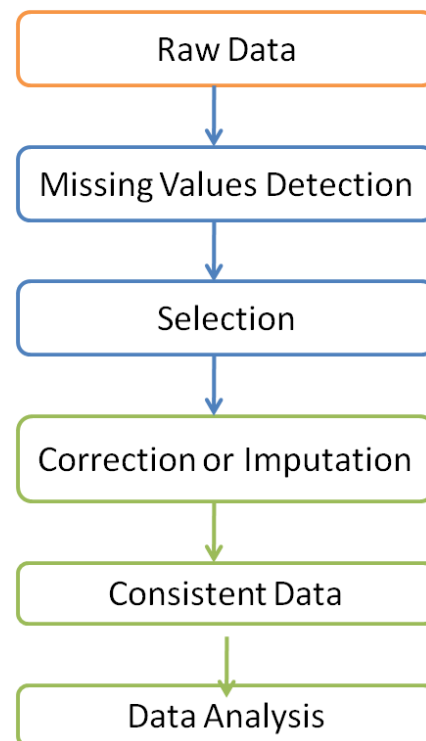 Raw Data
Missing Values Detection
Selection
Correction or Imputation
Consistent Data
Data Analysis